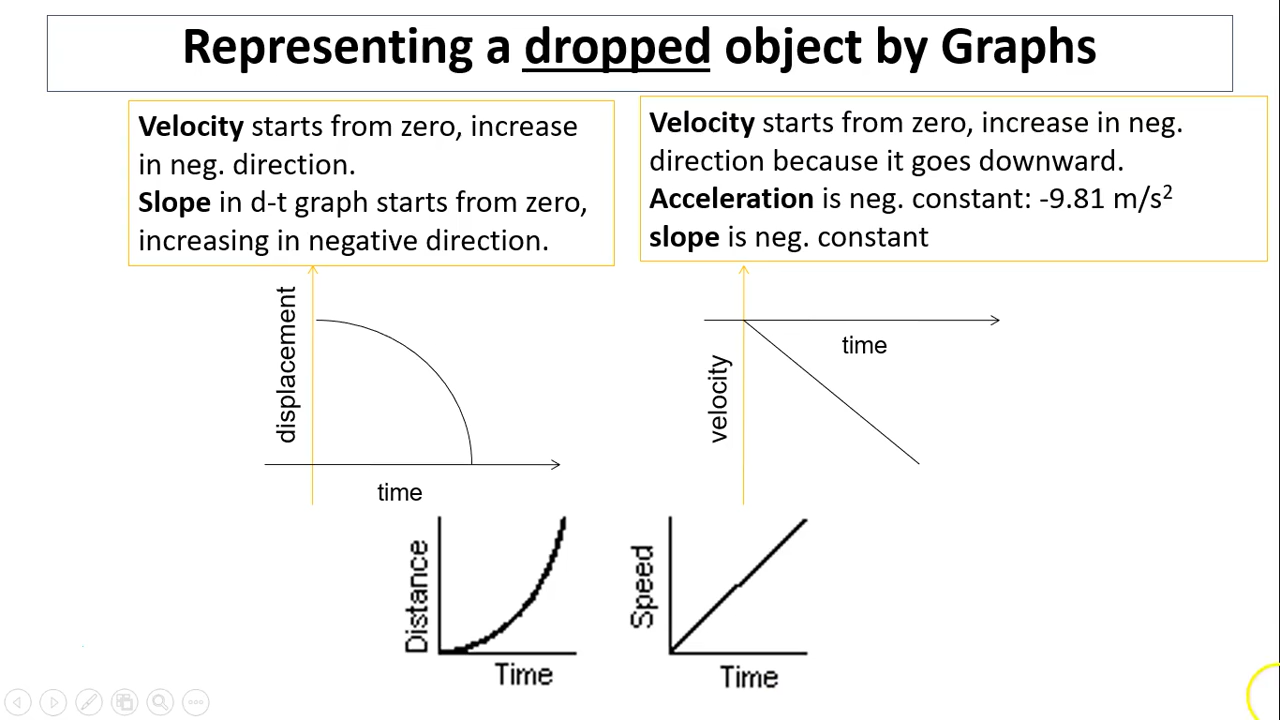 Representing a dropped object by Graphs
Velocity starts from zero, increase
in neg. direction.
Slope in d-t graph starts from zero,
increasing in negative direction.
Velocity starts from zero, increase in neg.
direction because it goes downward.
Acceleration is neg. constant: -9.81 m/s²
slope is neg. constant
displacement
time
velocity
time
Distance
Time
Speed
Time